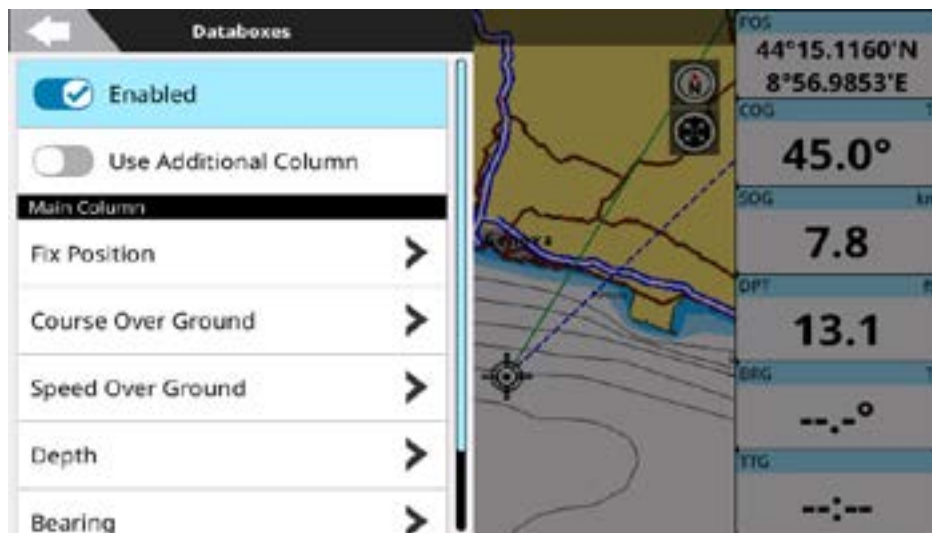 Databoxes
Enabled
Use Additional Column
Main Column
Fix Position
Course Over Ground
Speed Over Ground
Depth
Bearing
N
POS
44°15.1160'N
8°56.9853'E
COG T
45.0°
SOG
7.8
DPT
13.1
BRG T
--.-°
TTG
--:--